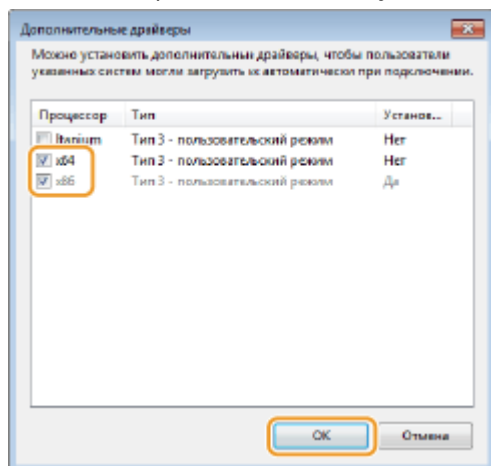 Дополнительные драйверы
Можно установить дополнительные драйверы, чтобы пользователи
указанных систем могли загрузить их автоматически при подключении.
Процессор Тип Установ...
Itanium Тип 3 - пользовательский режим Нет
x64 Тип 3 - пользовательский режим Нет
x86 Тип 3 - пользовательский режим Да
OK Отмена